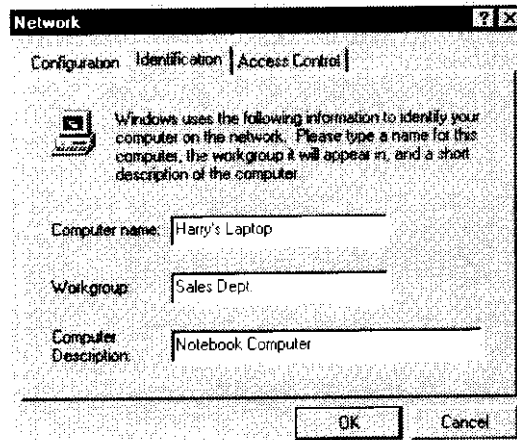 Network
Configuration Identification Access Control
Windows uses the following information to identify your
computer on the network. Please type a name for this
computer, the workgroup it will appear in, and a short
description of the computer.
Computer name: Harry's Laptop
Workgroup: Sales Dept.
Computer
Description: Notebook Computer
OK Cancel